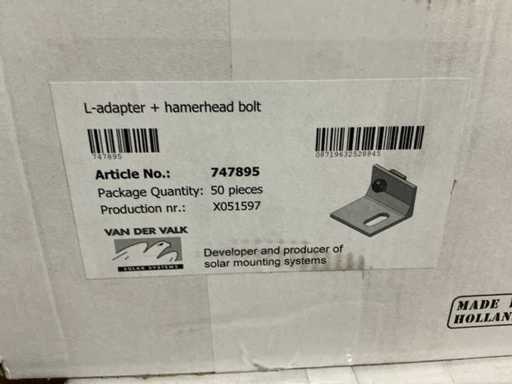 L-adapter + hamerhead bolt
747895
08719632528845
Article No.: 747895
Package Quantity: 50 pieces
Production nr.: X051597
VAN DER VALK
SOLAR SYSTEMS
Developer and producer of
solar mounting systems
MADE
HOLLAN